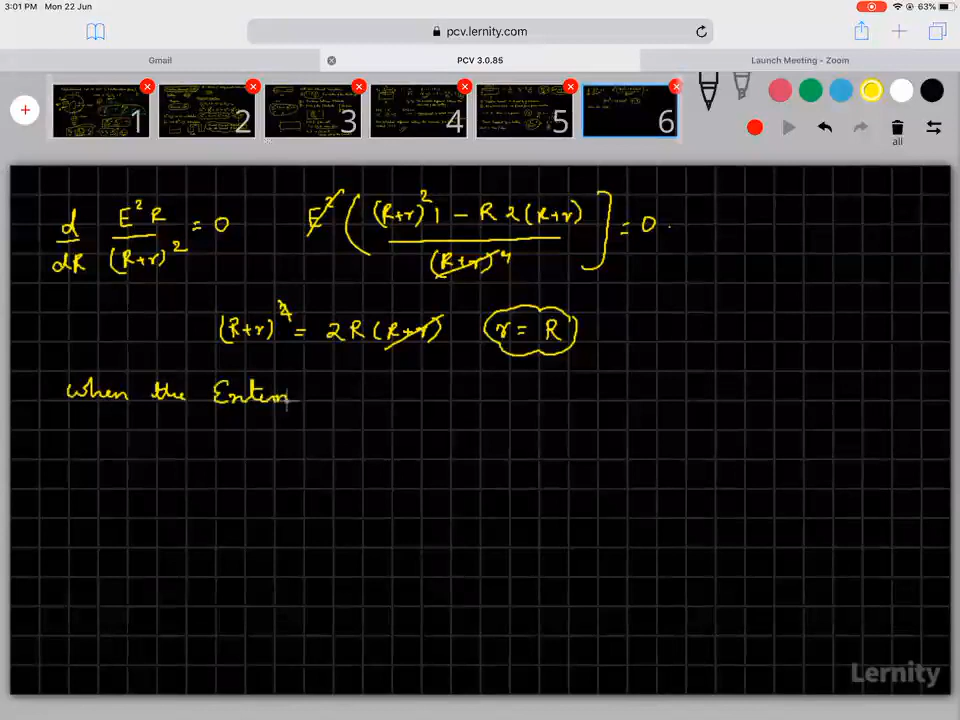 3:01 PM Mon 22 Jun
63%
pcv.lernity.com
Gmail
PCV 3.0.85
Launch Meeting - Zoom
1 2 3 4 5 6
all
d/dR E²R/(R+r)² = 0 E² ( (R+r)² 1 − R 2(R+r) / (R+r)⁴ ] = 0 .
(R+r)² = 2R (R+r) r = R
When the Extern
Lernity